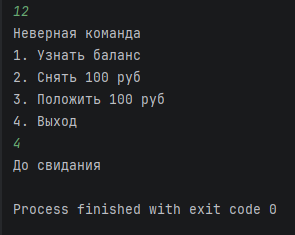 12
Неверная команда
1. Узнать баланс
2. Снять 100 руб
3. Положить 100 руб
4. Выход
4
До свидания
Process finished with exit code 0